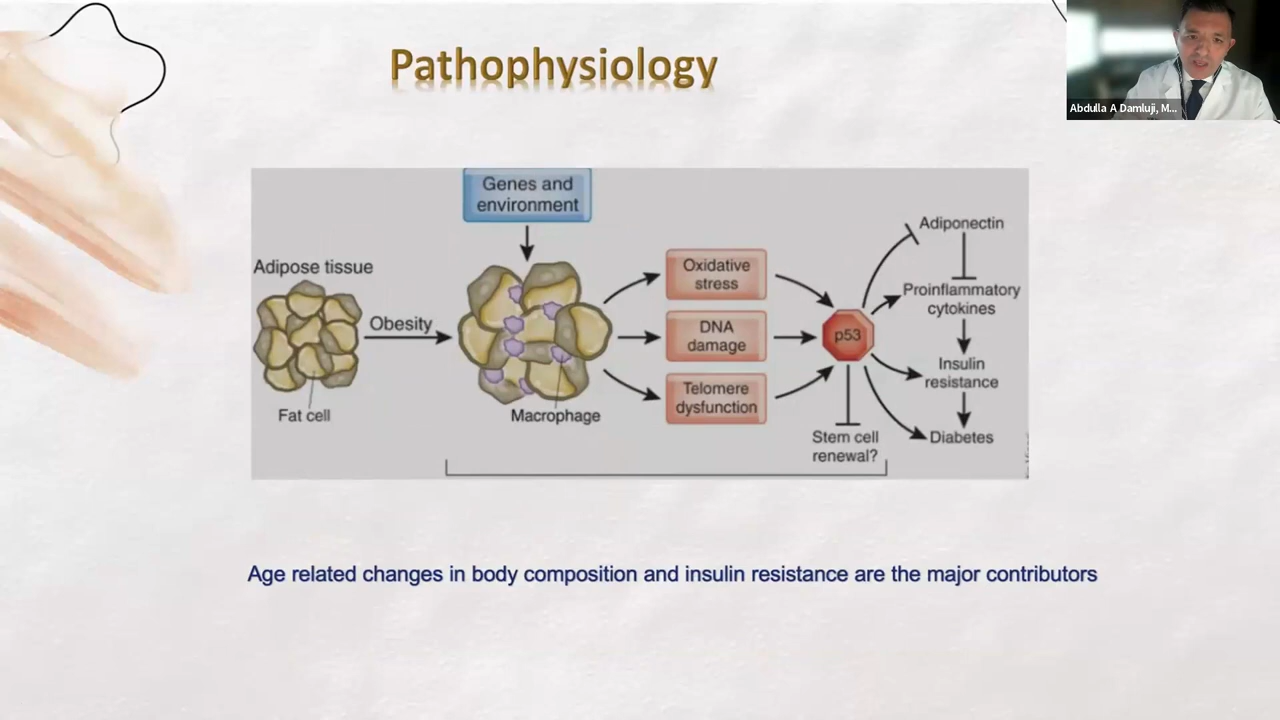 Pathophysiology
Abdulla A Damluji, M...
Genes and
environment
Adipose tissue
Obesity
Fat cell
Macrophage
Oxidative
stress
DNA
damage
Telomere
dysfunction
p53
Stem cell
renewal?
Adiponectin
Proinflammatory
cytokines
Insulin
resistance
Diabetes
Age related changes in body composition and insulin resistance are the major contributors